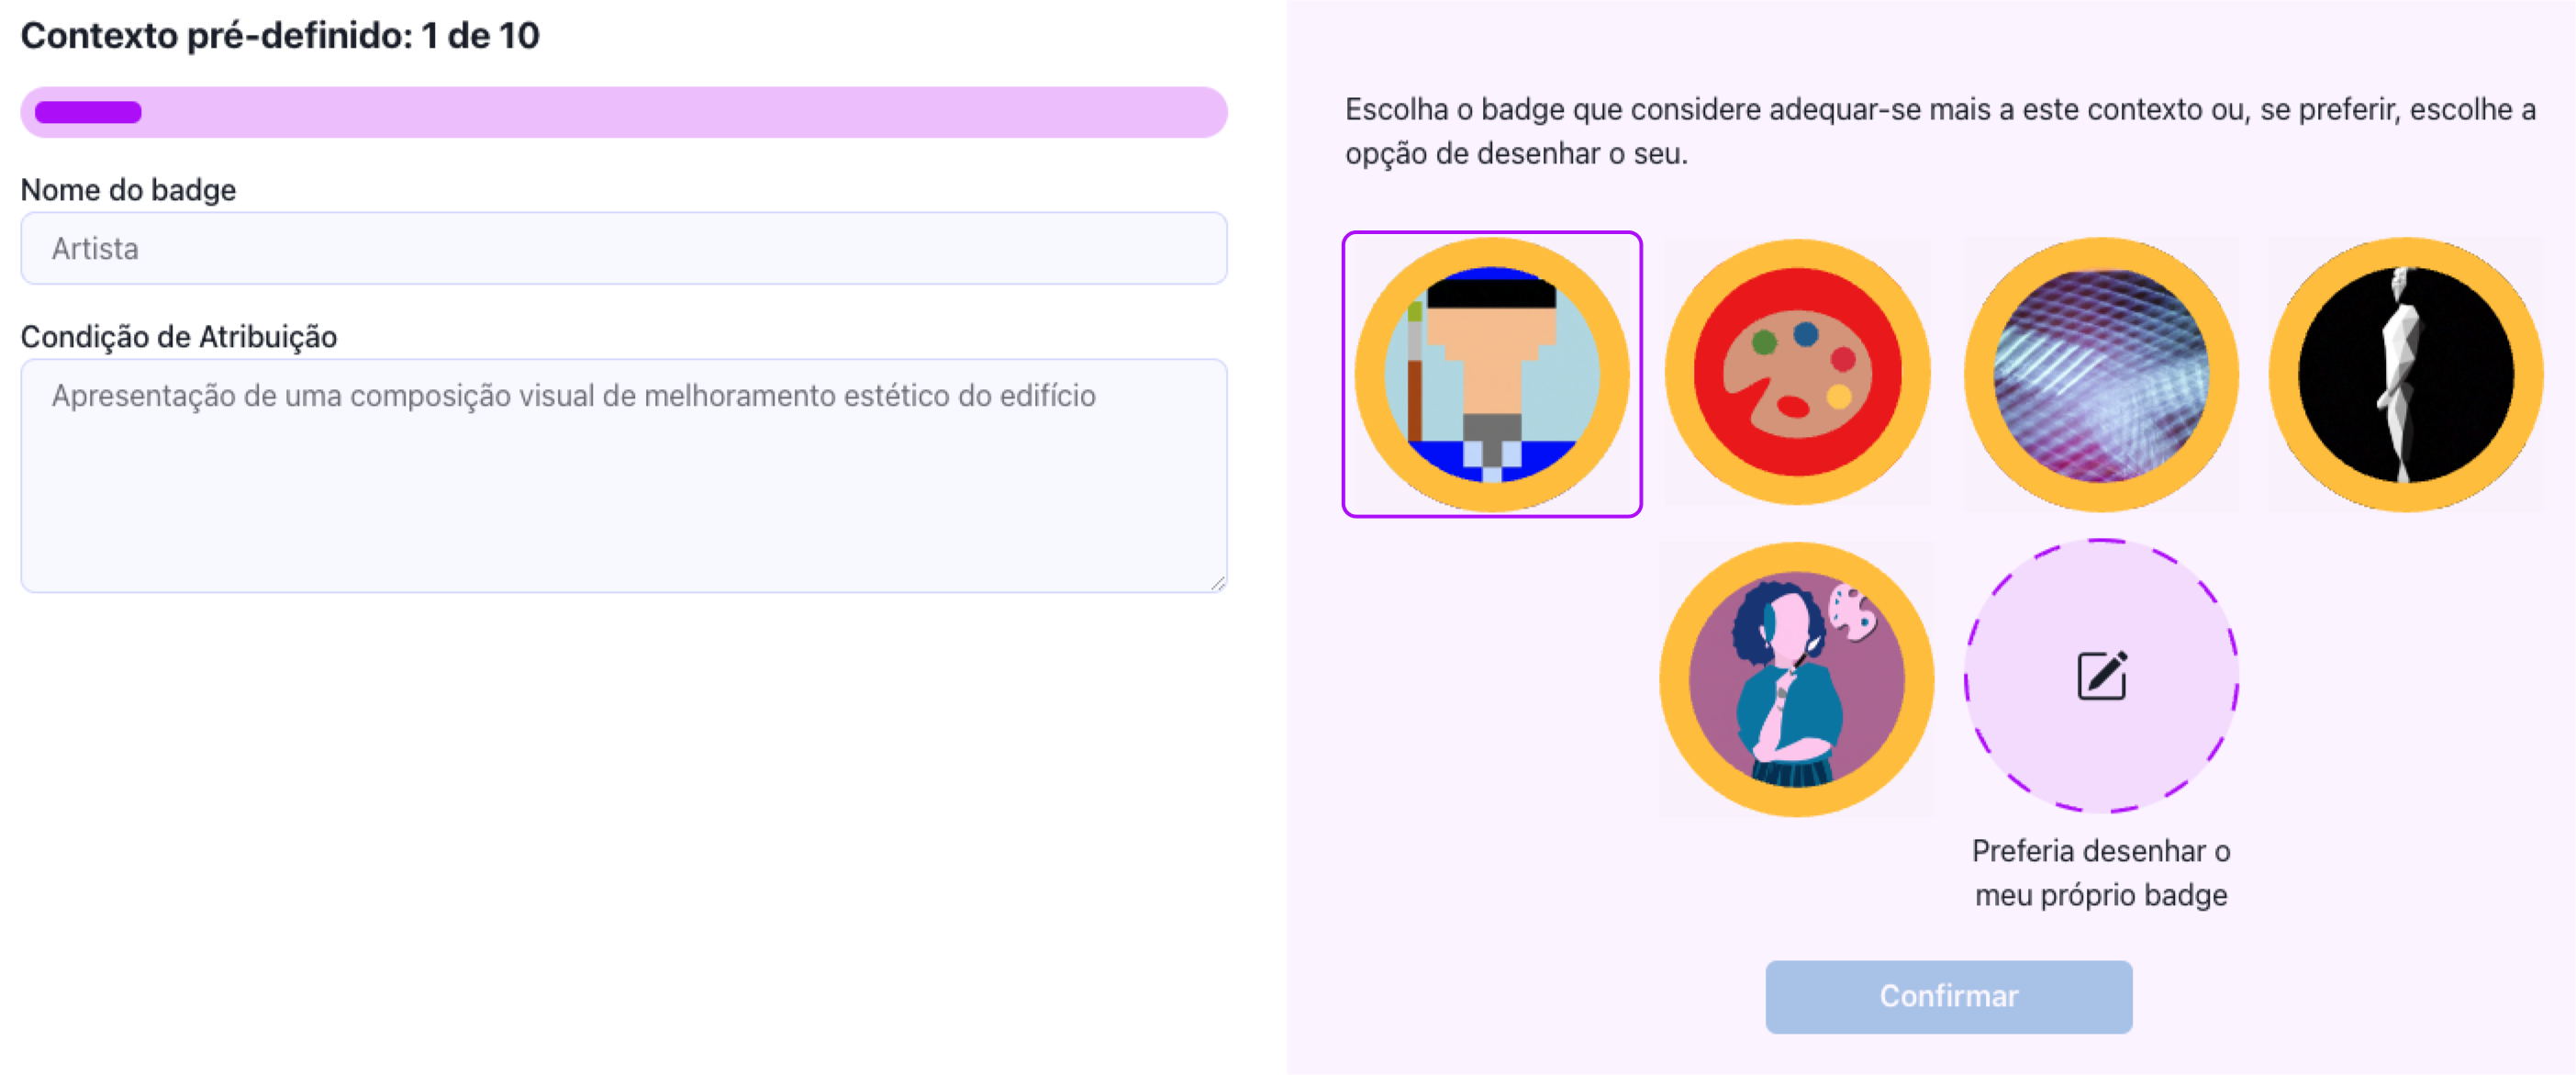 Contexto pré-definido: 1 de 10
Nome do badge
Artista
Condição de Atribuição
Apresentação de uma composição visual de melhoramento estético do edifício
Escolha o badge que considere adequar-se mais a este contexto ou, se preferir, escolhe a
opção de desenhar o seu.
Preferia desenhar o
meu próprio badge
Confirmar